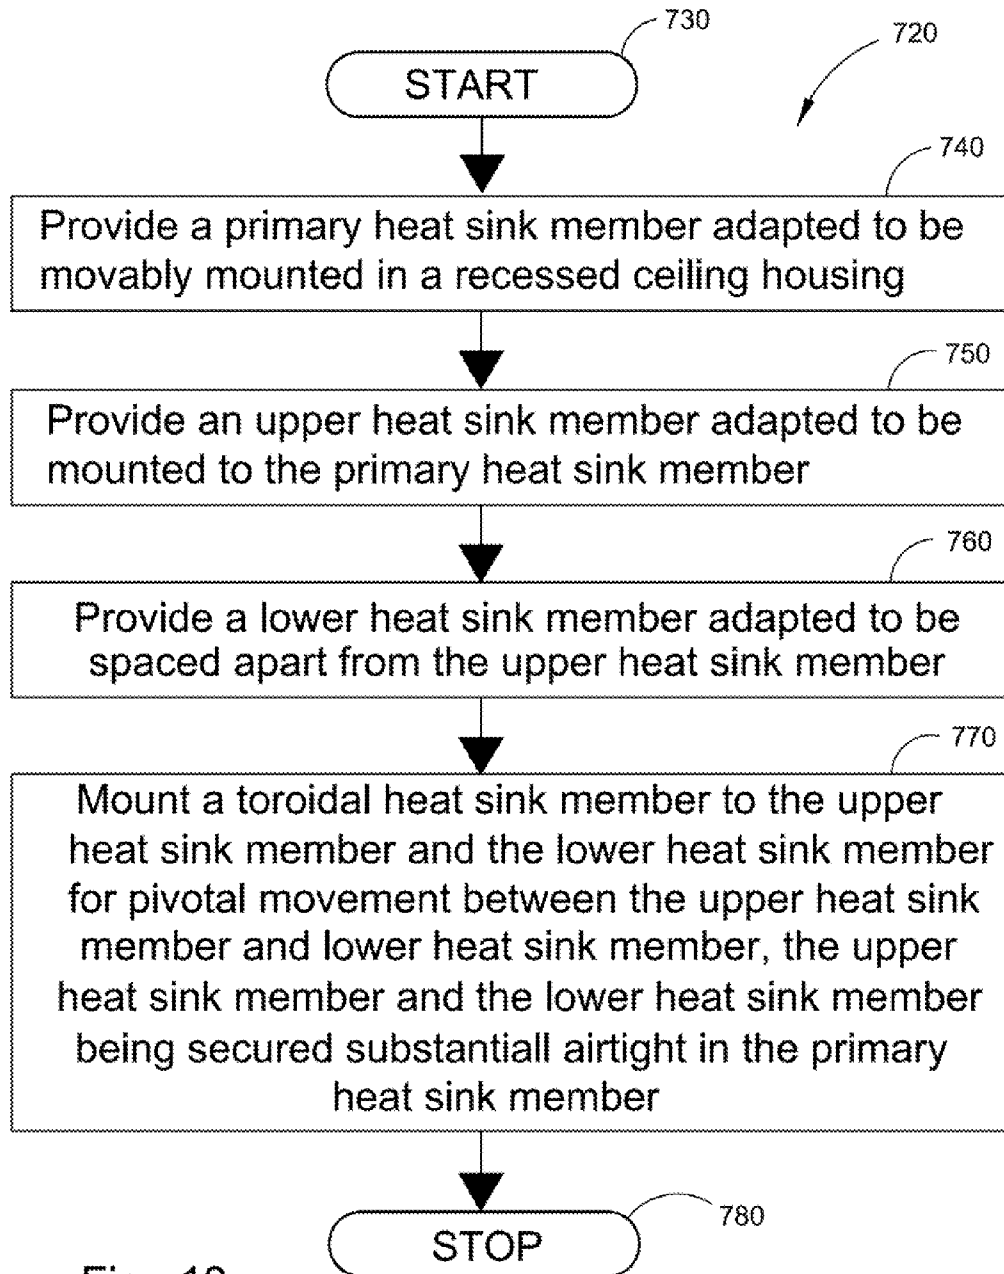 730
720
START
740
Provide a primary heat sink member adapted to be
movably mounted in a recessed ceiling housing
750
Provide an upper heat sink member adapted to be
mounted to the primary heat sink member
760
Provide a lower heat sink member adapted to be
spaced apart from the upper heat sink member
770
Mount a toroidal heat sink member to the upper
heat sink member and the lower heat sink member
for pivotal movement between the upper heat sink
member and lower heat sink member, the upper
heat sink member and the lower heat sink member
being secured substantiall airtight in the primary
heat sink member
780
STOP